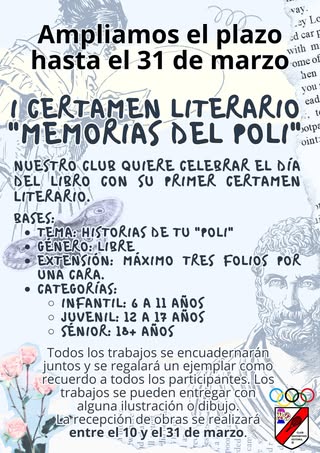 Ampliamos el plazo
hasta el 31 de marzo
I CERTAMEN LITERARIO
"MEMORIAS DEL POLI"
NUESTRO CLUB QUIERE CELEBRAR EL DÍA
DEL LIBRO CON SU PRIMER CERTAMEN
LITERARIO.
BASES:
• TEMA: HISTORIAS DE TU "POLI"
• GÉNERO: LIBRE
• EXTENSIÓN: MÁXIMO TRES FOLIOS POR
UNA CARA.
• CATEGORÍAS:
○ INFANTIL: 6 A 11 AÑOS
○ JUVENIL: 12 A 17 AÑOS
○ SÉNIOR: 18+ AÑOS
Todos los trabajos se encuadernarán
juntos y se regalará un ejemplar como
recuerdo a todos los participantes. Los
trabajos se pueden entregar con
alguna ilustración o dibujo.
La recepción de obras se realizará
entre el 10 y el 31 de marzo.